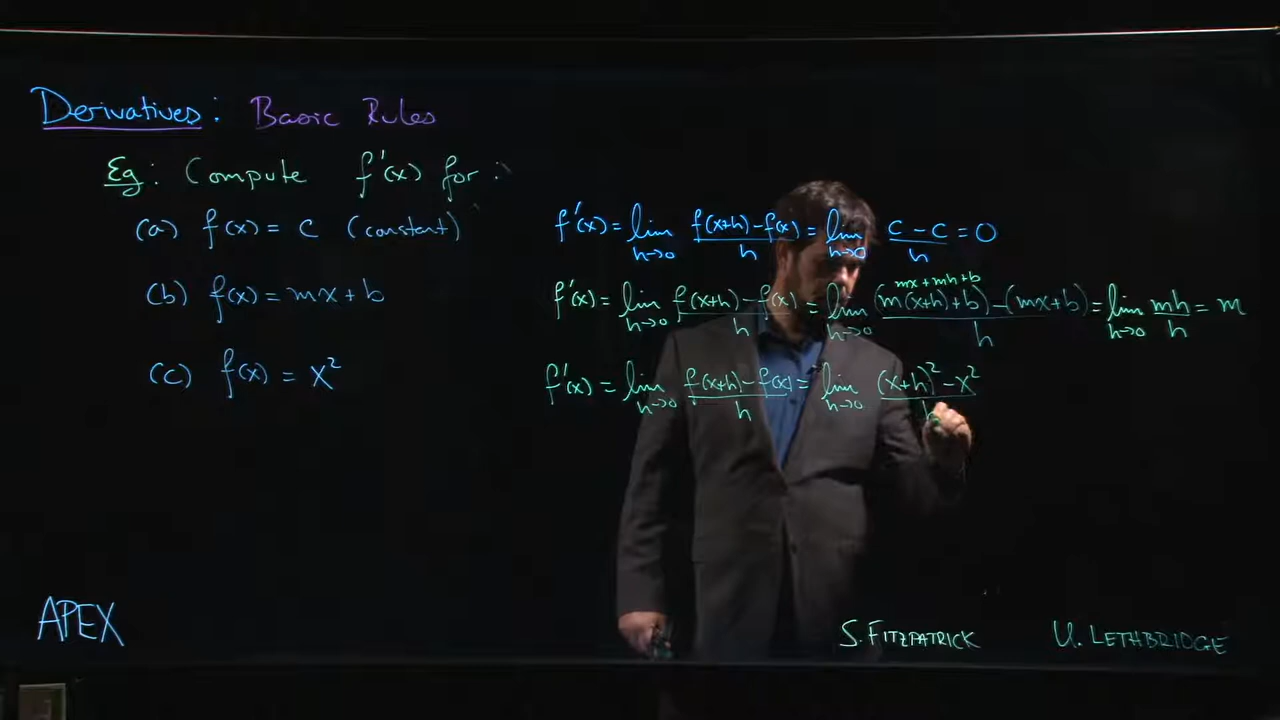 Derivatives: Basic Rules
Eg: Compute f'(x) for:
(a) f(x) = c (constant)
f'(x) = lim h→0 f(x+h)-f(x) / h = lim h→0 c-c / h = 0
(b) f(x) = mx+b
mx+mh+b
f'(x) = lim h→0 f(x+h)-f(x) / h = lim h→0 (m(x+h)+b)-(mx+b) / h = lim h→0 mh / h = m
(c) f(x) = x²
f'(x) = lim h→0 f(x+h)-f(x) / h = lim h→0 (x+h)²-x² / h
APEX
S. FITZPATRICK
U. LETHBRIDGE